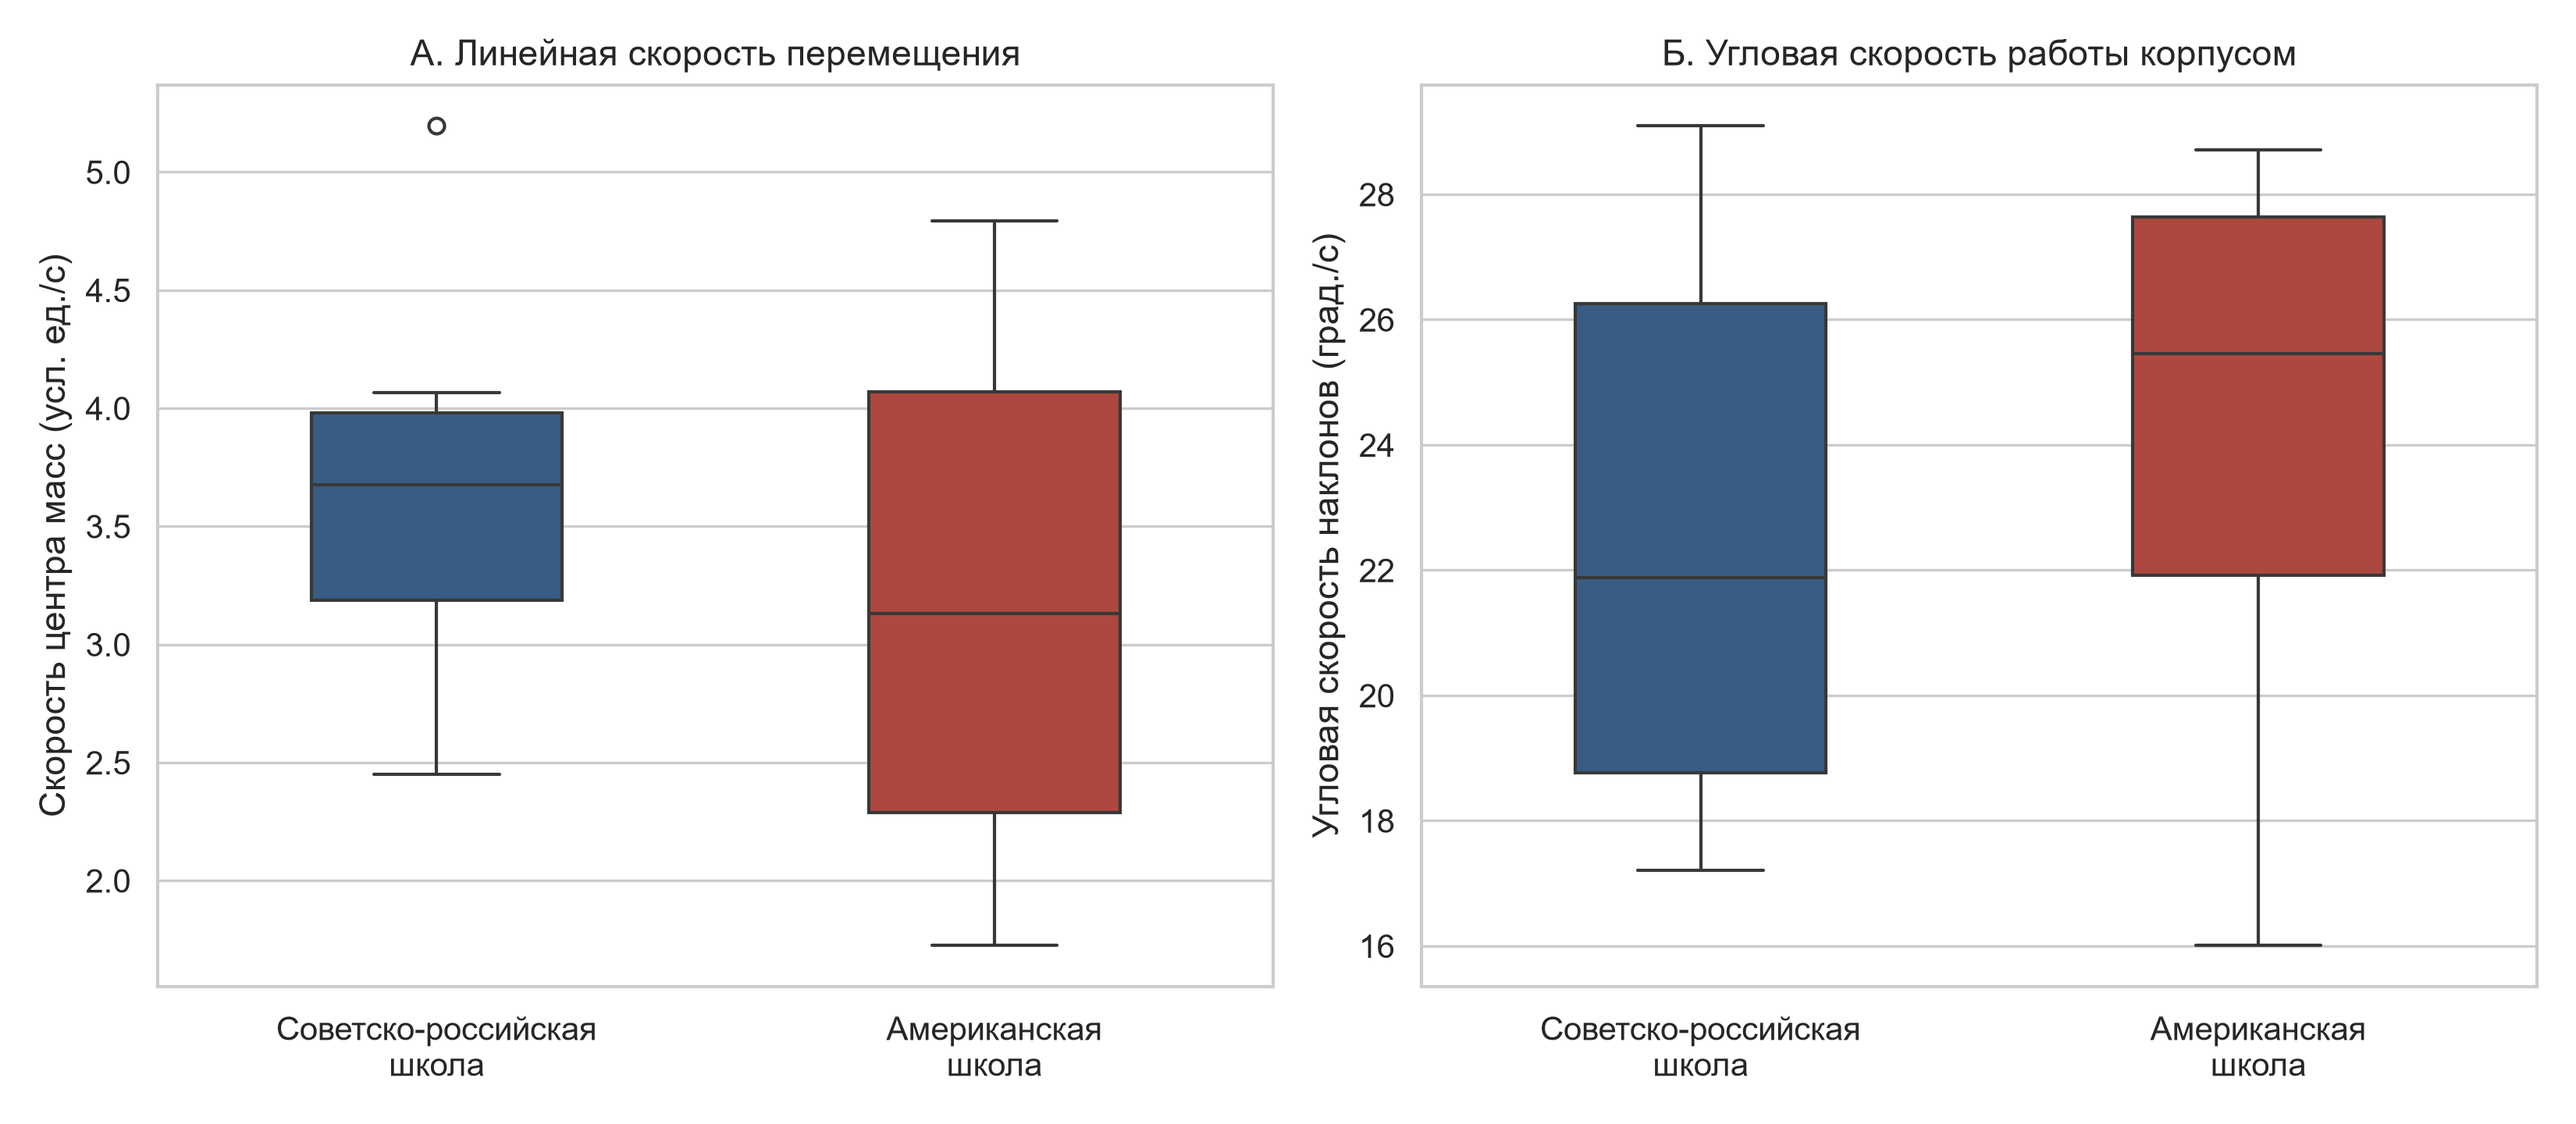 А. Линейная скорость перемещения
Скорость центра масс (усл. ед./с)
5.0
4.5
4.0
3.5
3.0
2.5
2.0
Советско-российская
школа
Американская
школа
Б. Угловая скорость работы корпусом
Угловая скорость наклонов (град./с)
28
26
24
22
20
18
16
Советско-российская
школа
Американская
школа